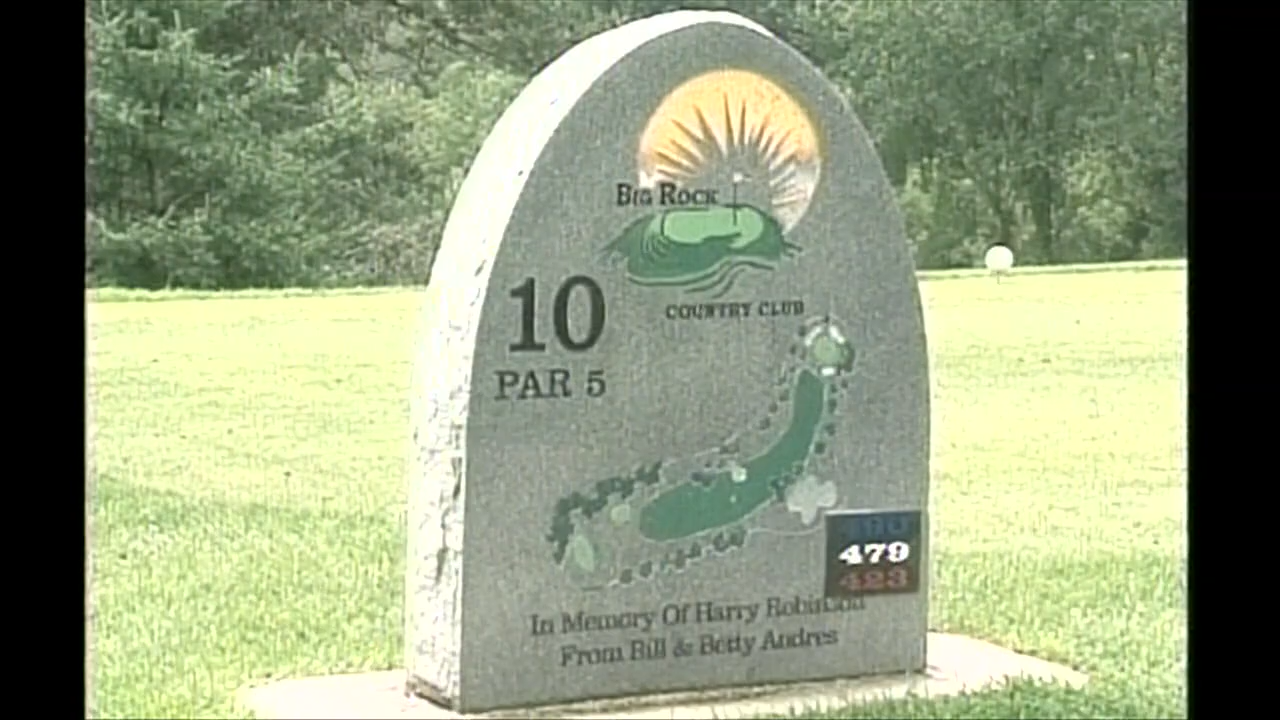 BIG ROCK
COUNTRY CLUB
10
PAR 5
479
423
In Memory Of Harry Robinson
From Bill & Betty Andres